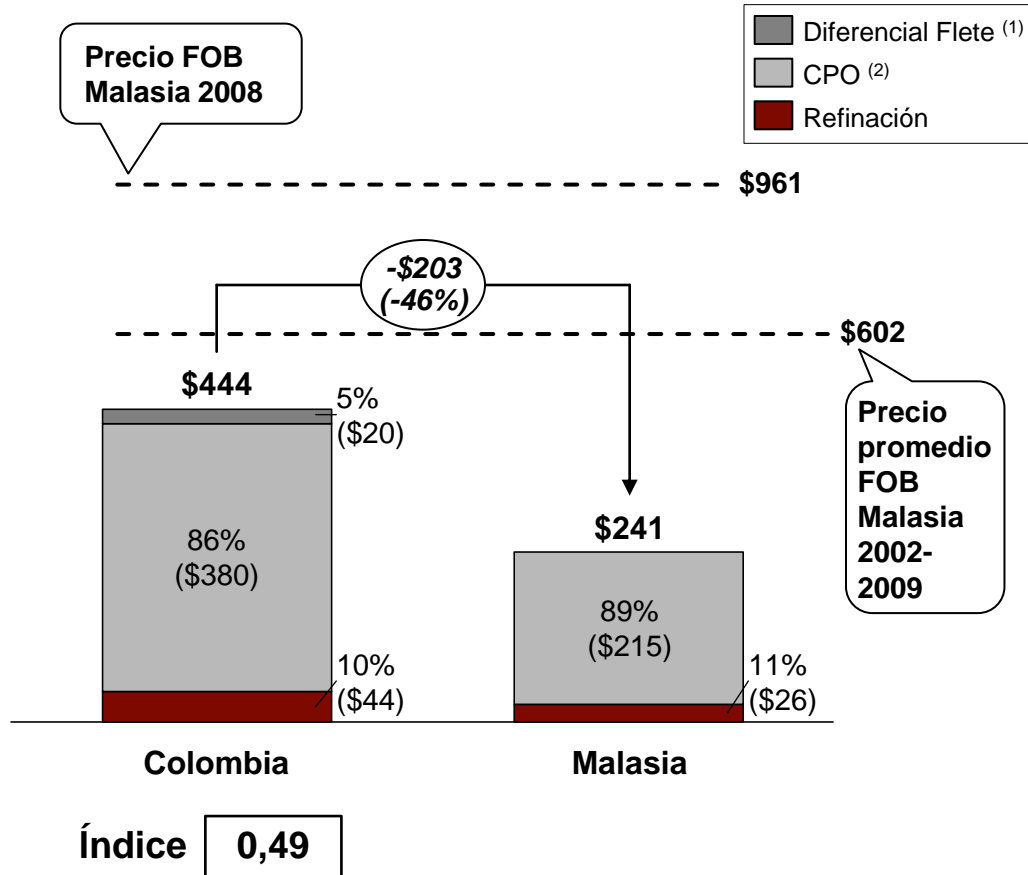 Precio FOB
Malasia 2008
Diferencial Flete (1)
CPO (2)
Refinación
$961
-$203
(-46%)
$602
$444
5%
($20)
Precio
promedio
FOB
Malasia
2002-
2009
86%
($380)
$241
89%
($215)
10%
($44)
11%
($26)
Colombia
Malasia
Índice 0,49